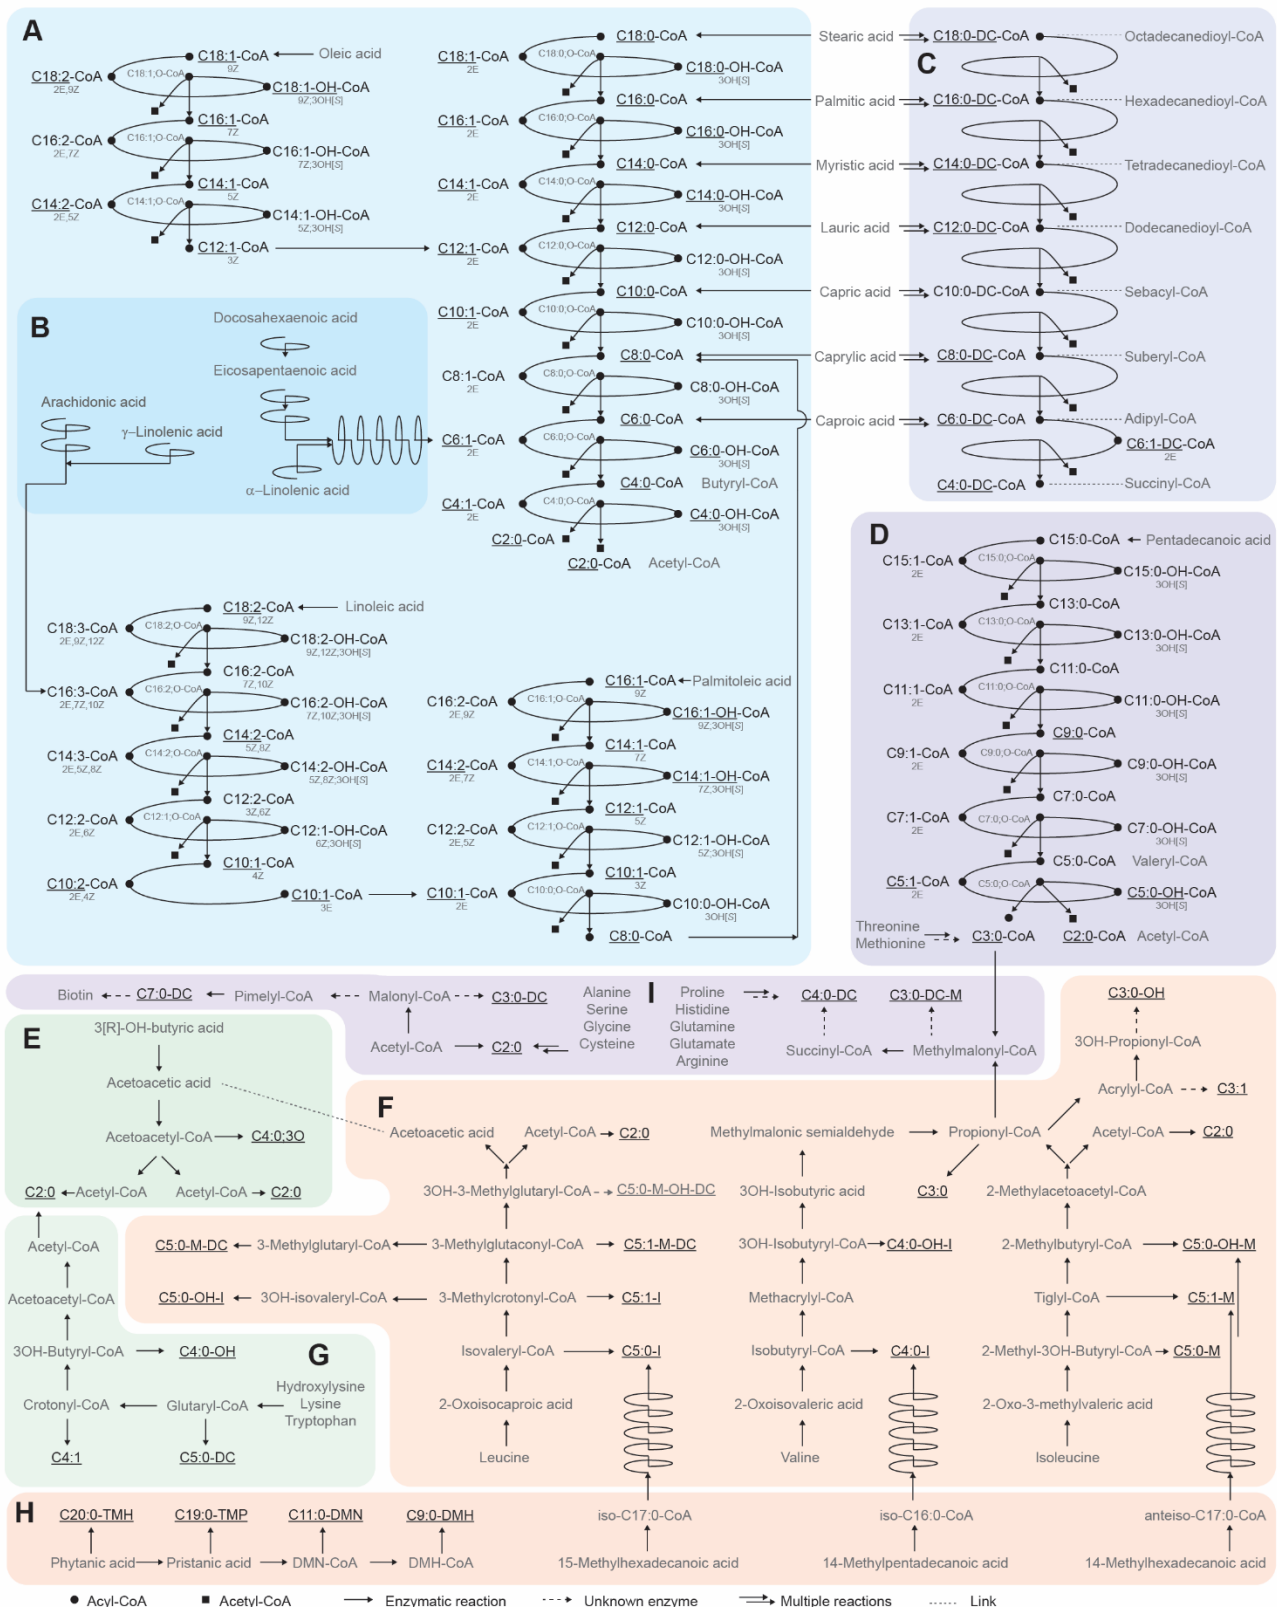 A
C18:1-CoA
9Z
Oleic acid
C18:2-CoA
2E,9Z
C18:1;O-CoA
C18:1-OH-CoA
9Z;3OH[S]
C16:1-CoA
7Z
C16:2-CoA
2E,7Z
C16:1;O-CoA
C16:1-OH-CoA
7Z;3OH[S]
C14:1-CoA
5Z
C14:2-CoA
2E,5Z
C14:1;O-CoA
C14:1-OH-CoA
5Z;3OH[S]
C12:1-CoA
3Z
C18:0-CoA
Stearic acid
C18:1-CoA
2E
C18:0;O-CoA
C18:0-OH-CoA
3OH[S]
C16:0-CoA
Palmitic acid
C16:1-CoA
2E
C16:0;O-CoA
C16:0-OH-CoA
3OH[S]
C14:0-CoA
Myristic acid
C14:1-CoA
2E
C14:0;O-CoA
C14:0-OH-CoA
3OH[S]
C12:0-CoA
Lauric acid
C12:1-CoA
2E
C12:0;O-CoA
C12:0-OH-CoA
3OH[S]
C10:0-CoA
Capric acid
C10:1-CoA
2E
C10:0;O-CoA
C10:0-OH-CoA
3OH[S]
C8:0-CoA
Caprylic acid
C8:1-CoA
2E
C8:0;O-CoA
C8:0-OH-CoA
3OH[S]
C6:0-CoA
Caproic acid
C6:1-CoA
2E
C6:0;O-CoA
C6:0-OH-CoA
3OH[S]
C4:0-CoA
Butyryl-CoA
C4:1-CoA
2E
C4:0;O-CoA
C4:0-OH-CoA
3OH[S]
C2:0-CoA
C2:0-CoA
Acetyl-CoA
B
Docosahexaenoic acid
Eicosapentaenoic acid
Arachidonic acid
γ–Linolenic acid
α–Linolenic acid
C18:2-CoA
9Z,12Z
Linoleic acid
C18:3-CoA
2E,9Z,12Z
C18:2;O-CoA
C18:2-OH-CoA
9Z,12Z;3OH[S]
C16:2-CoA
7Z,10Z
C16:3-CoA
2E,7Z,10Z
C16:2;O-CoA
C16:2-OH-CoA
7Z,10Z;3OH[S]
C14:2-CoA
5Z,8Z
C14:3-CoA
2E,5Z,8Z
C14:2;O-CoA
C14:2-OH-CoA
5Z,8Z;3OH[S]
C12:2-CoA
3Z,6Z
C12:2-CoA
2E,6Z
C12:1;O-CoA
C12:1-OH-CoA
6Z;3OH[S]
C10:1-CoA
4Z
C10:2-CoA
2E,4Z
C10:1-CoA
3E
C16:1-CoA
9Z
Palmitoleic acid
C16:2-CoA
2E,9Z
C16:1;O-CoA
C16:1-OH-CoA
9Z;3OH[S]
C14:1-CoA
7Z
C14:2-CoA
2E,7Z
C14:1;O-CoA
C14:1-OH-CoA
7Z;3OH[S]
C12:1-CoA
5Z
C12:2-CoA
2E,5Z
C12:1;O-CoA
C12:1-OH-CoA
5Z;3OH[S]
C10:1-CoA
3Z
C10:1-CoA
2E
C10:0;O-CoA
C10:0-OH-CoA
3OH[S]
C8:0-CoA
C
C18:0-DC-CoA
Octadecanedioyl-CoA
C16:0-DC-CoA
Hexadecanedioyl-CoA
C14:0-DC-CoA
Tetradecanedioyl-CoA
C12:0-DC-CoA
Dodecanedioyl-CoA
C10:0-DC-CoA
Sebacyl-CoA
C8:0-DC-CoA
Suberyl-CoA
C6:0-DC-CoA
Adipyl-CoA
C6:1-DC-CoA
2E
C4:0-DC-CoA
Succinyl-CoA
D
C15:0-CoA
Pentadecanoic acid
C15:1-CoA
2E
C15:0;O-CoA
C15:0-OH-CoA
3OH[S]
C13:0-CoA
C13:1-CoA
2E
C13:0;O-CoA
C13:0-OH-CoA
3OH[S]
C11:0-CoA
C11:1-CoA
2E
C11:0;O-CoA
C11:0-OH-CoA
3OH[S]
C9:0-CoA
C9:1-CoA
2E
C9:0;O-CoA
C9:0-OH-CoA
3OH[S]
C7:0-CoA
C7:1-CoA
2E
C7:0;O-CoA
C7:0-OH-CoA
3OH[S]
C5:0-CoA
Valeryl-CoA
C5:1-CoA
2E
C5:0;O-CoA
C5:0-OH-CoA
3OH[S]
Threonine
Methionine
C3:0-CoA
C2:0-CoA
Acetyl-CoA
Biotin
C7:0-DC
Pimelyl-CoA
Malonyl-CoA
C3:0-DC
Acetyl-CoA
C2:0
Alanine
Serine
Glycine
Cysteine
I
Proline
Histidine
Glutamine
Glutamate
Arginine
C4:0-DC
C3:0-DC-M
Succinyl-CoA
Methylmalonyl-CoA
E
3[R]-OH-butyric acid
Acetoacetic acid
Acetoacetyl-CoA
C4:0;3O
C2:0
Acetyl-CoA
Acetyl-CoA
C2:0
Acetyl-CoA
Acetoacetyl-CoA
3OH-Butyryl-CoA
C4:0-OH
G
Crotonyl-CoA
Glutaryl-CoA
Hydroxylysine
Lysine
Tryptophan
C4:1
C5:0-DC
F
C3:0-OH
3OH-Propionyl-CoA
Acrylyl-CoA
C3:1
Acetoacetic acid
Acetyl-CoA
C2:0
Methylmalonic semialdehyde
Propionyl-CoA
Acetyl-CoA
C2:0
3OH-3-Methylglutaryl-CoA
C5:0-M-OH-DC
3OH-Isobutyric acid
C3:0
2-Methylacetoacetyl-CoA
C5:0-M-DC
3-Methylglutaryl-CoA
3-Methylglutaconyl-CoA
C5:1-M-DC
3OH-Isobutyryl-CoA
C4:0-OH-I
2-Methylbutyryl-CoA
C5:0-OH-M
C5:0-OH-I
3OH-isovaleryl-CoA
3-Methylcrotonyl-CoA
C5:1-I
Methacrylyl-CoA
Tiglyl-CoA
C5:1-M
Isovaleryl-CoA
C5:0-I
Isobutyryl-CoA
C4:0-I
2-Methyl-3OH-Butyryl-CoA
C5:0-M
2-Oxoisocaproic acid
2-Oxoisovaleric acid
2-Oxo-3-methylvaleric acid
Leucine
Valine
Isoleucine
H
C20:0-TMH
C19:0-TMP
C11:0-DMN
C9:0-DMH
iso-C17:0-CoA
iso-C16:0-CoA
anteiso-C17:0-CoA
Phytanic acid
Pristanic acid
DMN-CoA
DMH-CoA
15-Methylhexadecanoic acid
14-Methylpentadecanoic acid
14-Methylhexadecanoic acid
Acyl-CoA
Acetyl-CoA
Enzymatic reaction
Unknown enzyme
Multiple reactions
Link